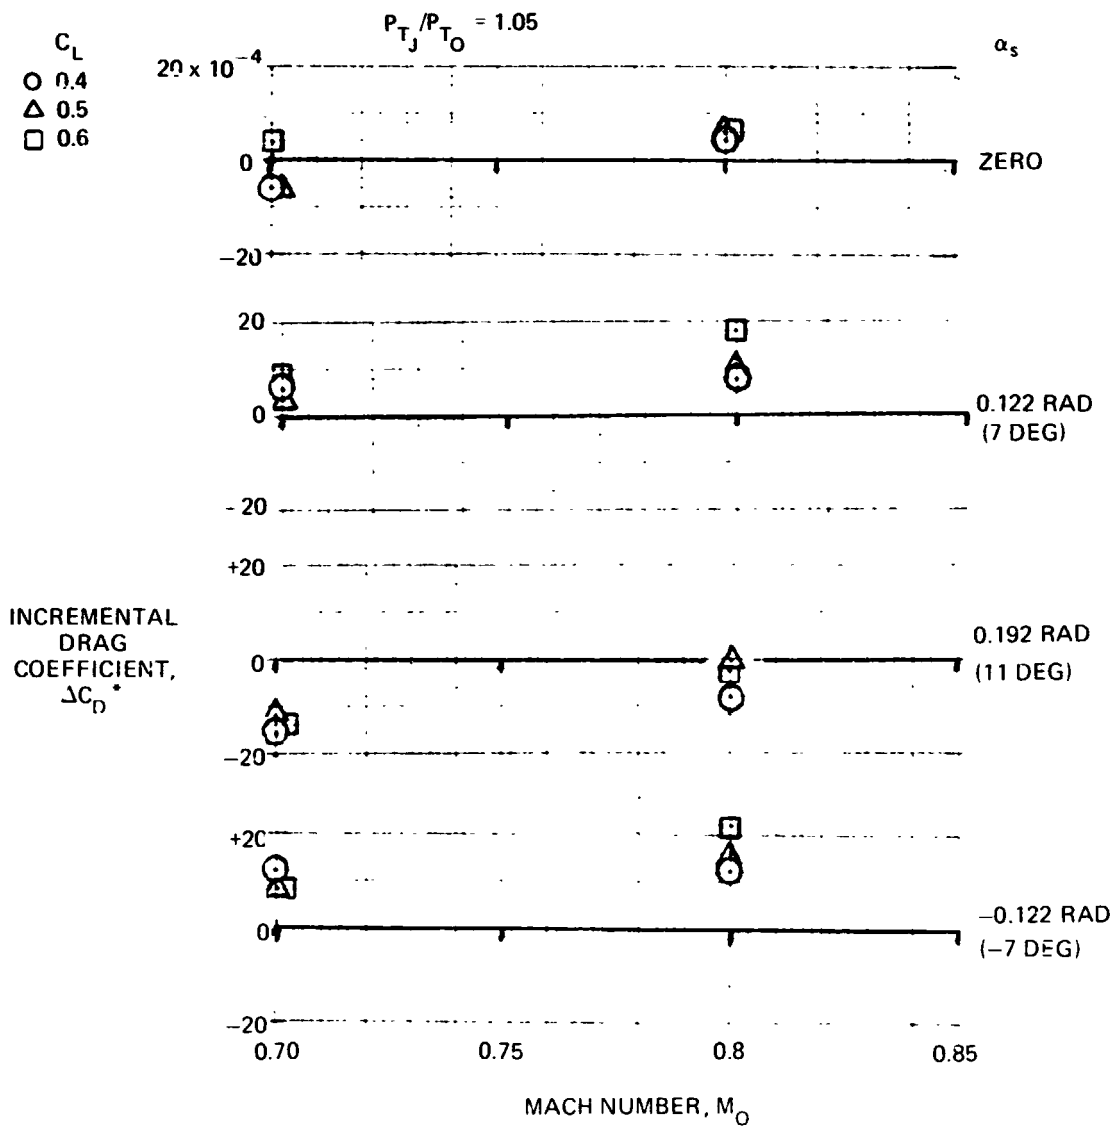 P_TJ/P_TO = 1.05
C_L
α_s
0.4
0.5
0.6
20 x 10^-4
0
-20
ZERO
20
0
-20
0.122 RAD
(7 DEG)
+20
0
-20
0.192 RAD
(11 DEG)
INCREMENTAL
DRAG
COEFFICIENT,
ΔC_D*
+20
0
-20
-0.122 RAD
(-7 DEG)
0.70 0.75 0.8 0.85
MACH NUMBER, M_O